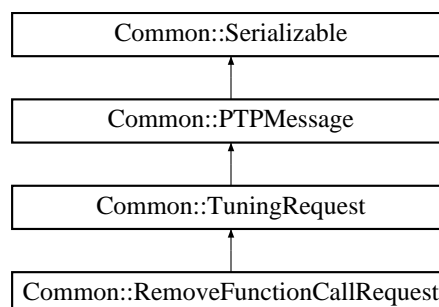 Common::Serializable
Common::PTPMessage
Common::TuningRequest
Common::RemoveFunctionCallRequest